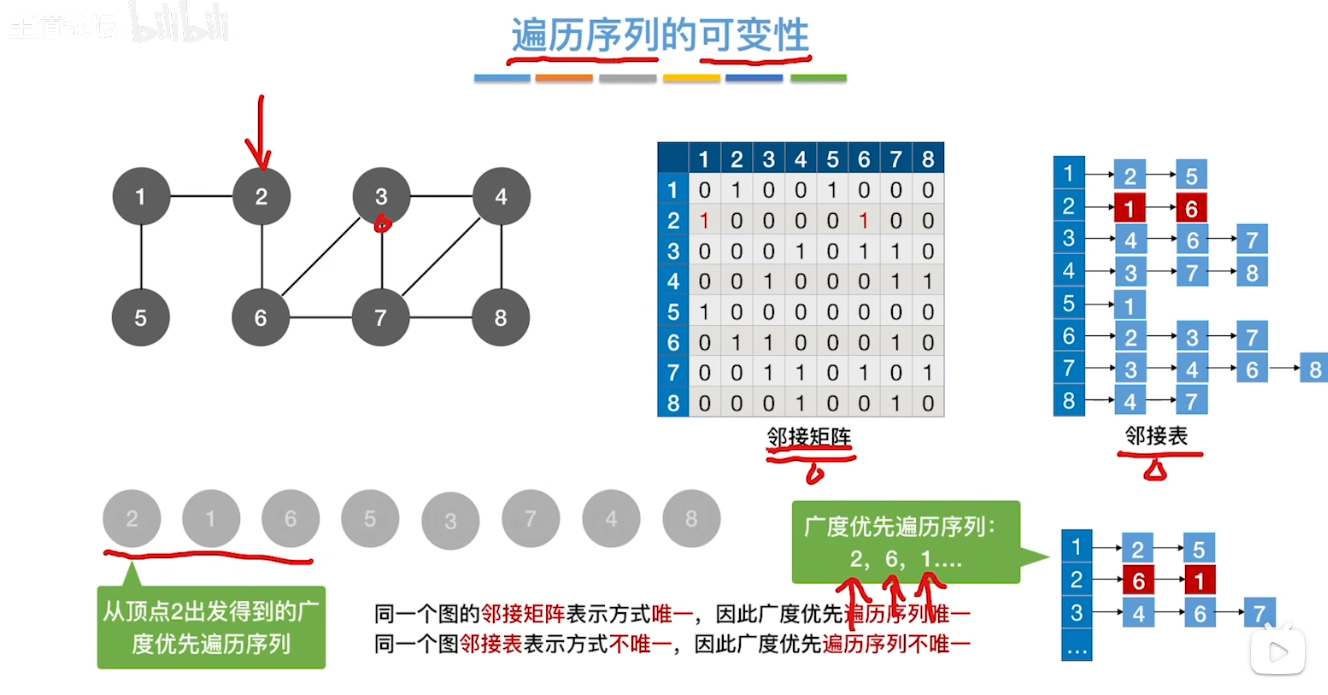 王道论坛 bilibili
遍历序列的可变性
1 2 3 4
5 6 7 8
1 2 3 4 5 6 7 8
1 0 1 0 0 1 0 0 0
2 1 0 0 0 0 1 0 0
3 0 0 0 1 0 1 1 0
4 0 0 1 0 0 0 1 1
5 1 0 0 0 0 0 0 0
6 0 1 1 0 0 0 1 0
7 0 0 1 1 0 1 0 1
8 0 0 0 1 0 0 1 0
邻接矩阵
1 2 5
2 1 6
3 4 6 7
4 3 7 8
5 1
6 2 3 7
7 3 4 6 8
8 4 7
邻接表
2 1 6 5 3 7 4 8
从顶点2出发得到的广
度优先遍历序列
广度优先遍历序列：
2，6，1....
1 2 5
2 6 1
3 4 6 7
...
同一个图的邻接矩阵表示方式唯一，因此广度优先遍历序列唯一
同一个图邻接表表示方式不唯一，因此广度优先遍历序列不唯一